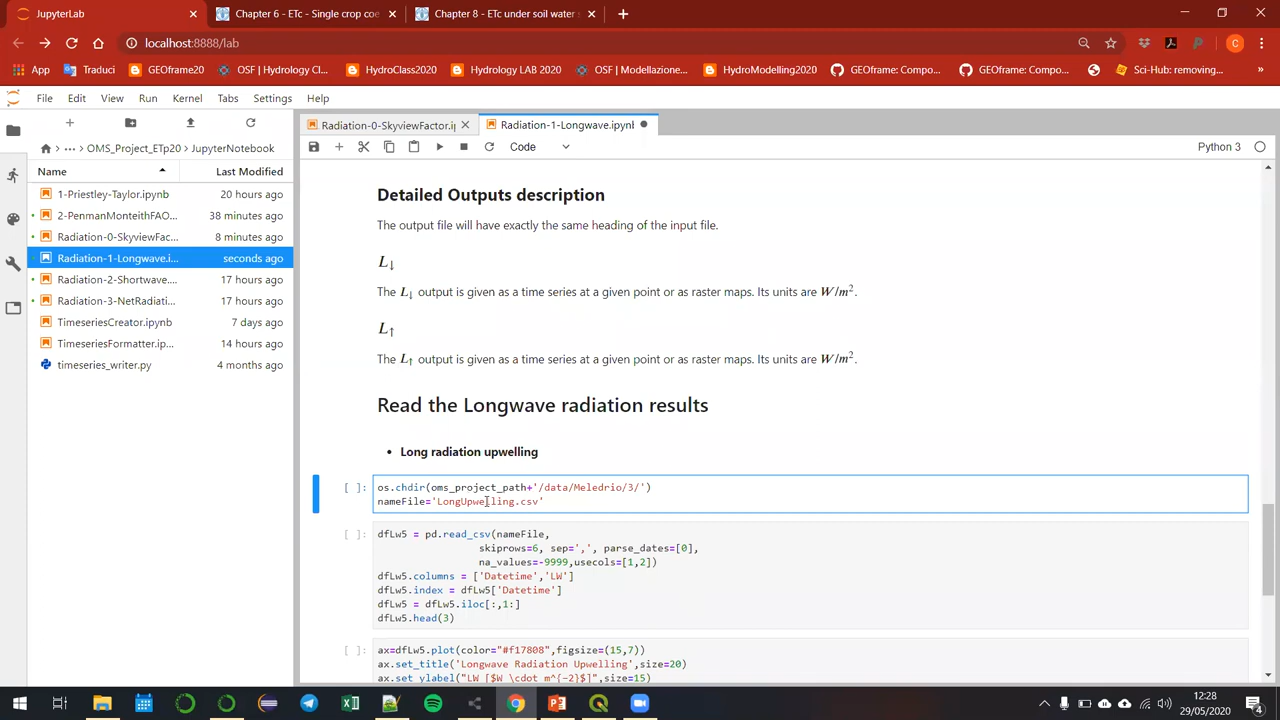 JupyterLab
Chapter 6 - ETc - Single crop coe
Chapter 8 - ETc under soil water
localhost:8888/lab
App
Traduci
GEOframe20
OSF | Hydrology Cl...
HydroClass2020
Hydrology LAB 2020
OSF | Modellazione...
HydroModelling2020
GEOframe: Compo...
GEOframe: Compo...
Sci-Hub: removing...
File Edit View Run Kernel Tabs Settings Help
Radiation-0-SkyviewFactor.i
Radiation-1-Longwave.ipynb
Code
Python 3
… > OMS_Project_ETp20 > JupyterNotebook
Name Last Modified
1-Priestley-Taylor.ipynb 20 hours ago
2-PenmanMonteithFAO... 38 minutes ago
Radiation-0-SkyviewFac... 8 minutes ago
Radiation-1-Longwave.i... seconds ago
Radiation-2-Shortwave.... 17 hours ago
Radiation-3-NetRadiati... 17 hours ago
TimeseriesCreator.ipynb 7 days ago
TimeseriesFormatter.ip... 14 hours ago
timeseries_writer.py 4 months ago
Detailed Outputs description
The output file will have exactly the same heading of the input file.
L↓
The L↓ output is given as a time series at a given point or as raster maps. Its units are W/m².
L↑
The L↑ output is given as a time series at a given point or as raster maps. Its units are W/m².
Read the Longwave radiation results
• Long radiation upwelling
[ ]: os.chdir(oms_project_path+'/data/Meledrio/3/')
nameFile='LongUpwelling.csv'
[ ]: dfLw5 = pd.read_csv(nameFile,
skiprows=6, sep=',', parse_dates=[0],
na_values=-9999,usecols=[1,2])
dfLw5.columns = ['Datetime','LW']
dfLw5.index = dfLw5['Datetime']
dfLw5 = dfLw5.iloc[:,1:]
dfLw5.head(3)
[ ]: ax=dfLw5.plot(color="#f17808",figsize=(15,7))
ax.set_title('Longwave Radiation Upwelling',size=20)
ax.set_ylabel("LW [$W \cdot m^{-2}$]",size=15)
12:28
29/05/2020